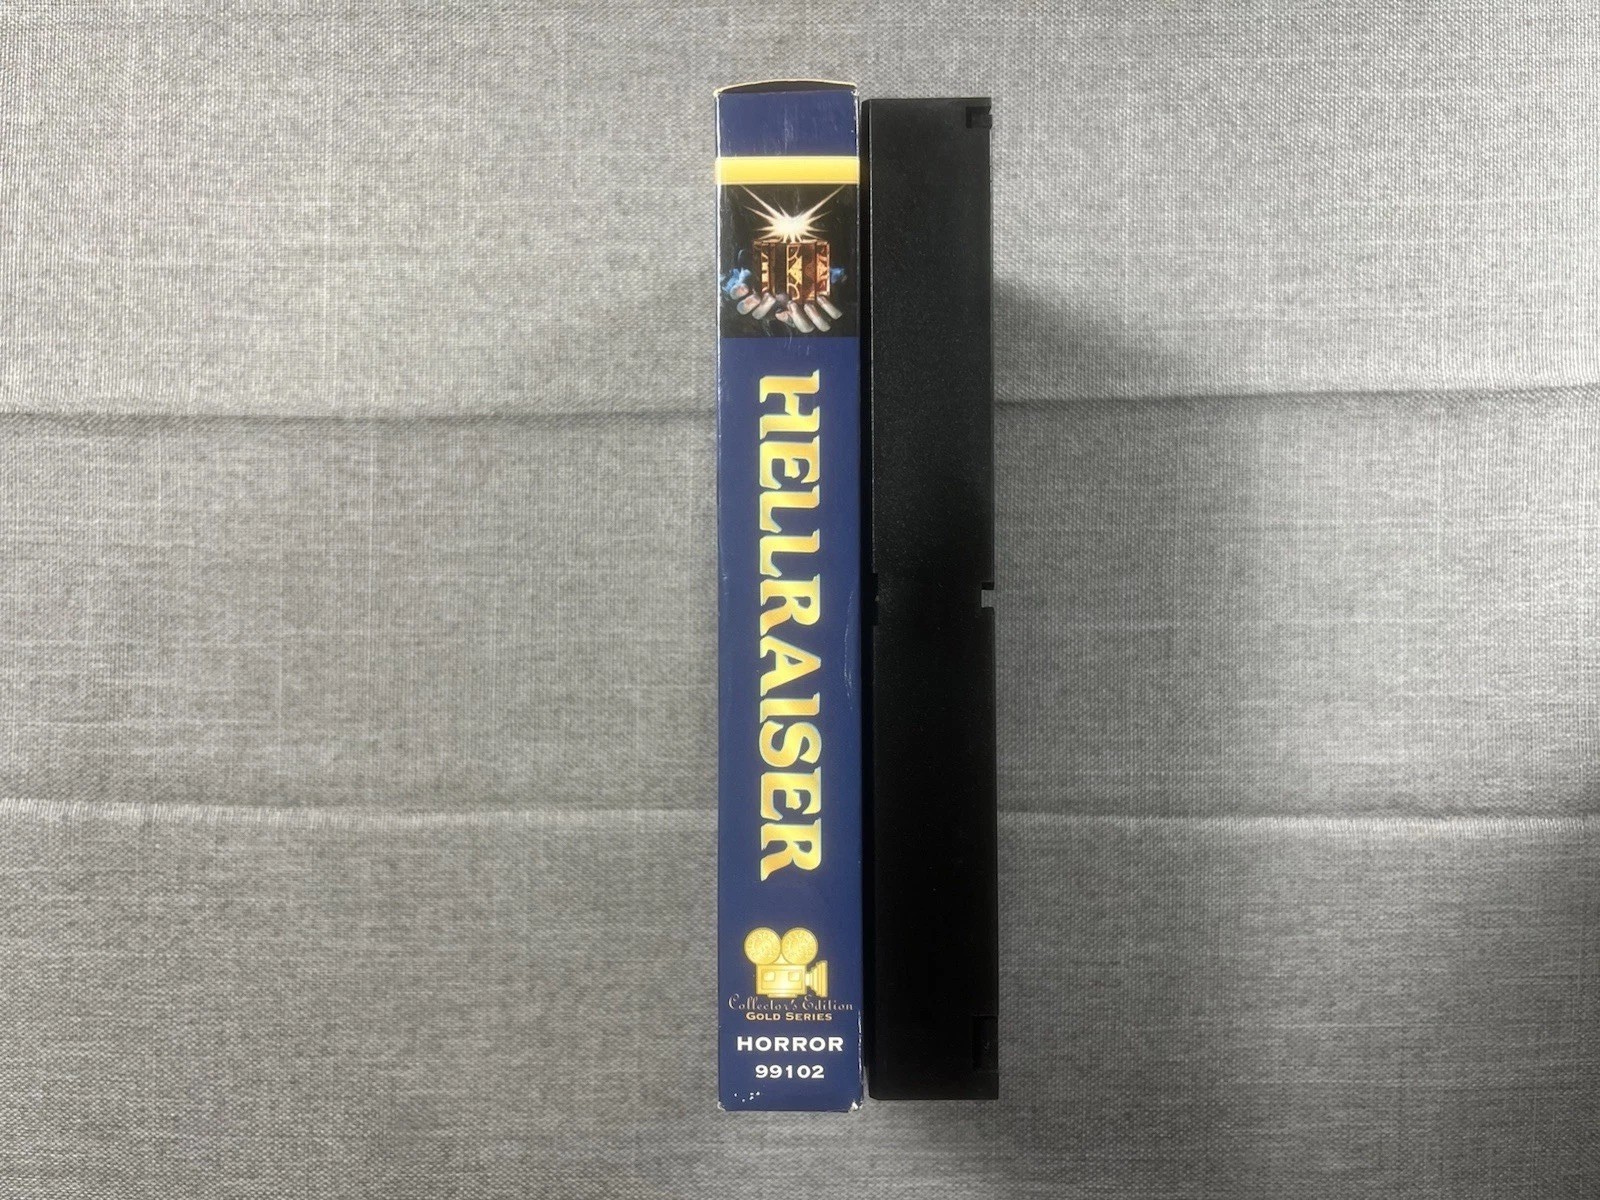 HELLRAISER
Collector's Edition
GOLD SERIES
HORROR
99102